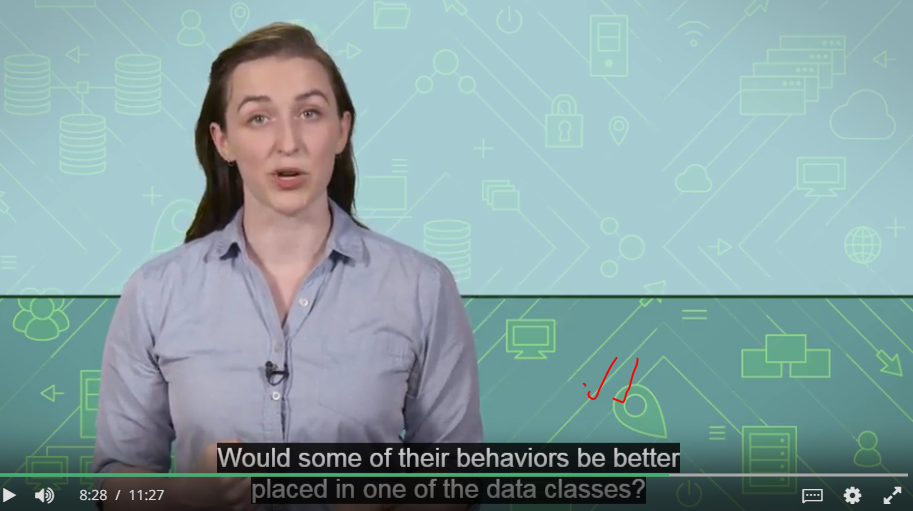 Would some of their behaviors be better
placed in one of the data classes?
8:28 / 11:27